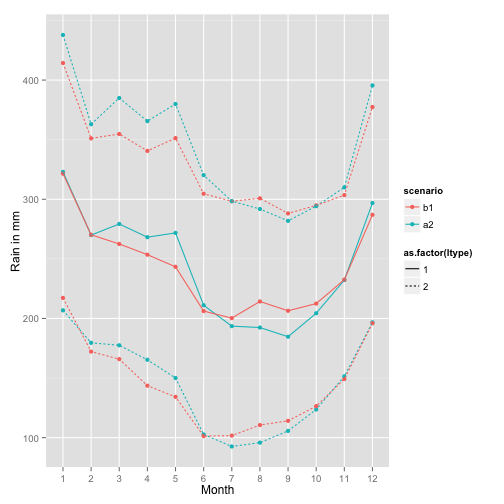 400
300
200
100
Rain in mm
1 2 3 4 5 6 7 8 9 10 11 12
Month
scenario
b1
a2
as.factor(ltype)
1
2